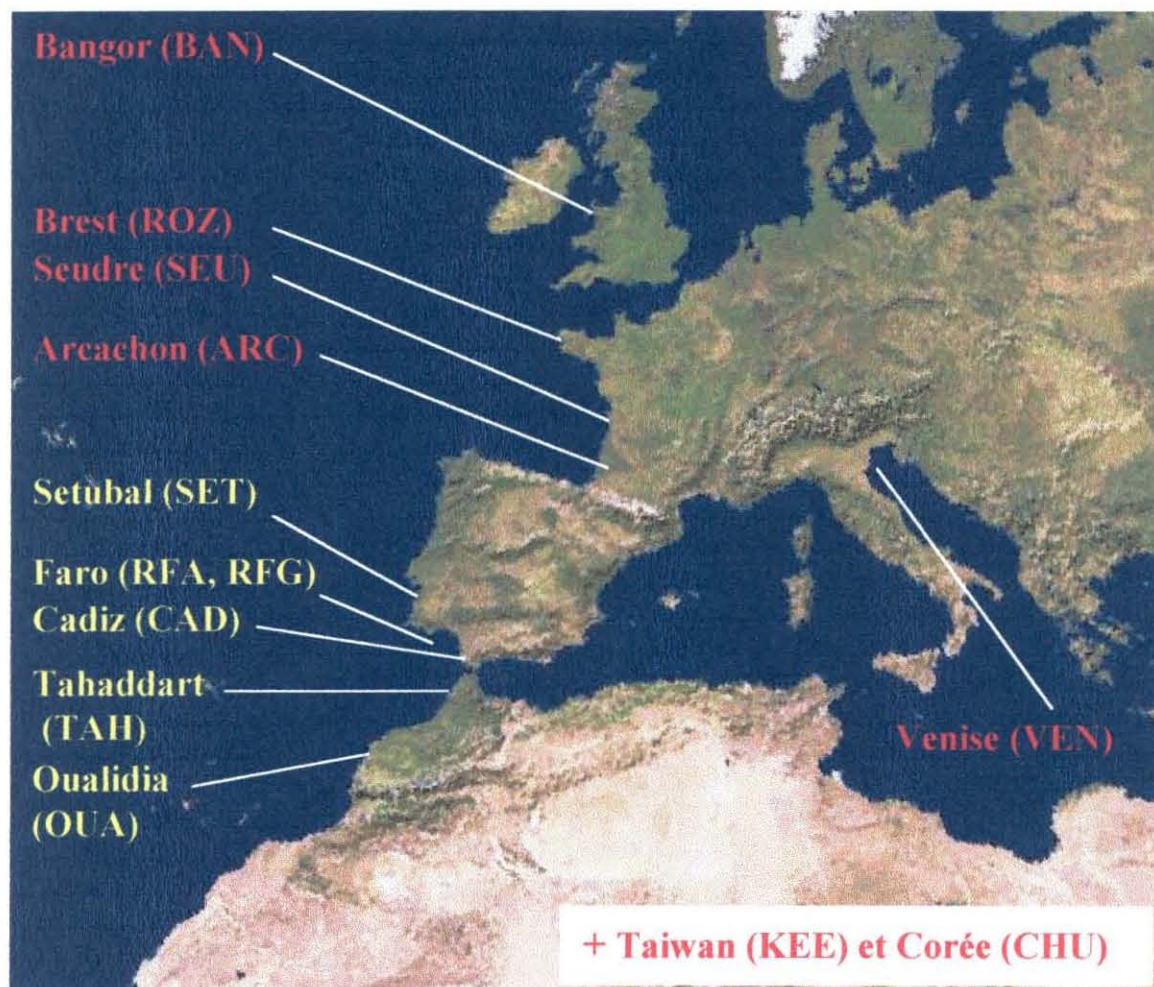 Bangor (BAN)
Brest (ROZ)
Seudre (SEU)
Arcachon (ARC)
Setubal (SET)
Faro (RFA, RFG)
Cadiz (CAD)
Tahaddart
(TAH)
Oualidia
(OUA)
Venise (VEN)
+ Taiwan (KEE) et Corée (CHU)